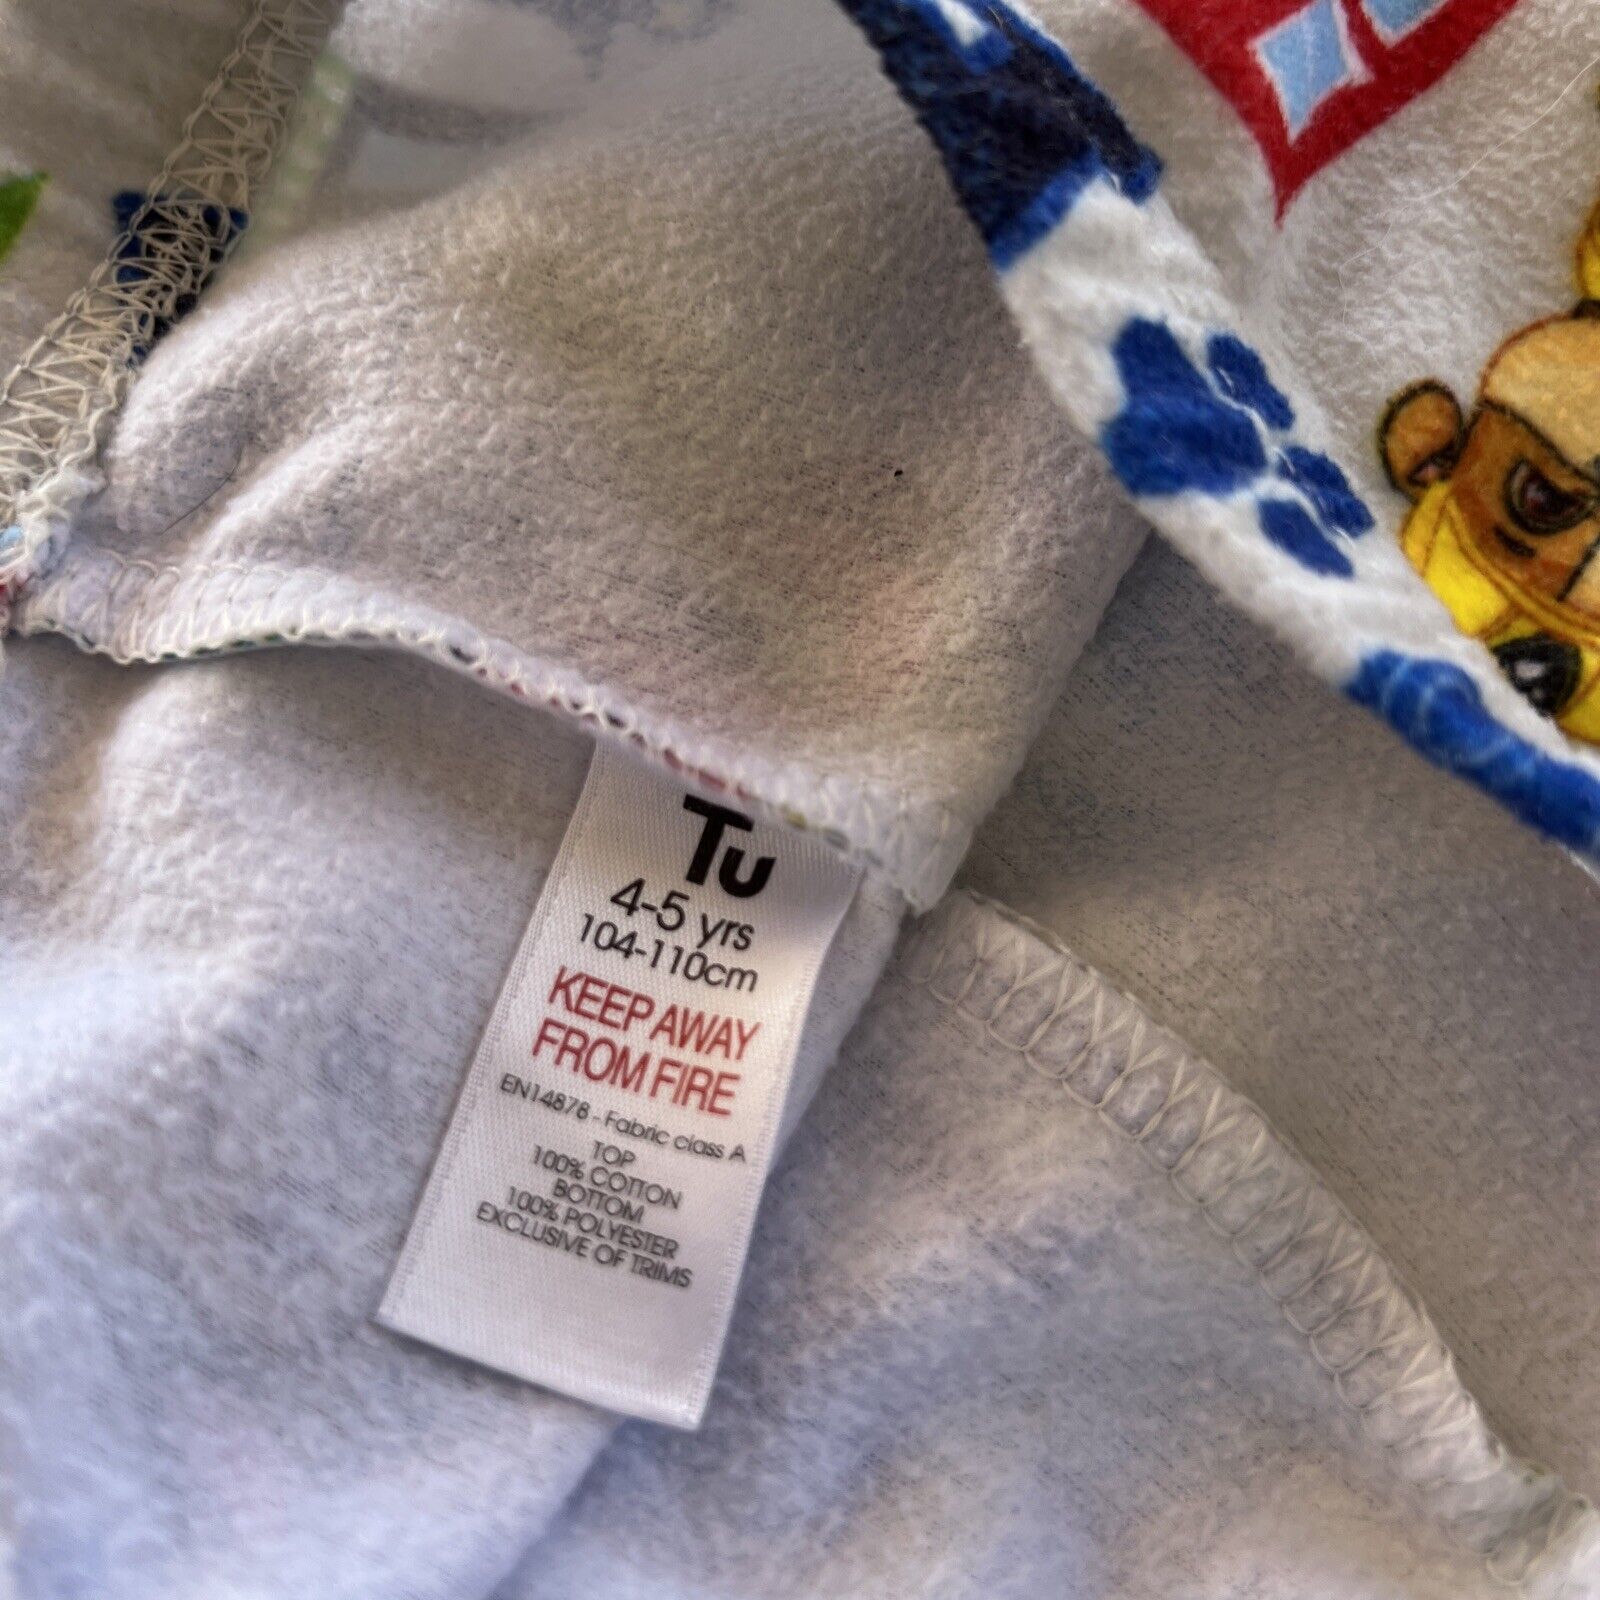 Tu
4-5 yrs
104-110cm
KEEP AWAY
FROM FIRE
EN14878 - Fabric class A
TOP
100% COTTON
BOTTOM
100% POLYESTER
EXCLUSIVE OF TRIMS